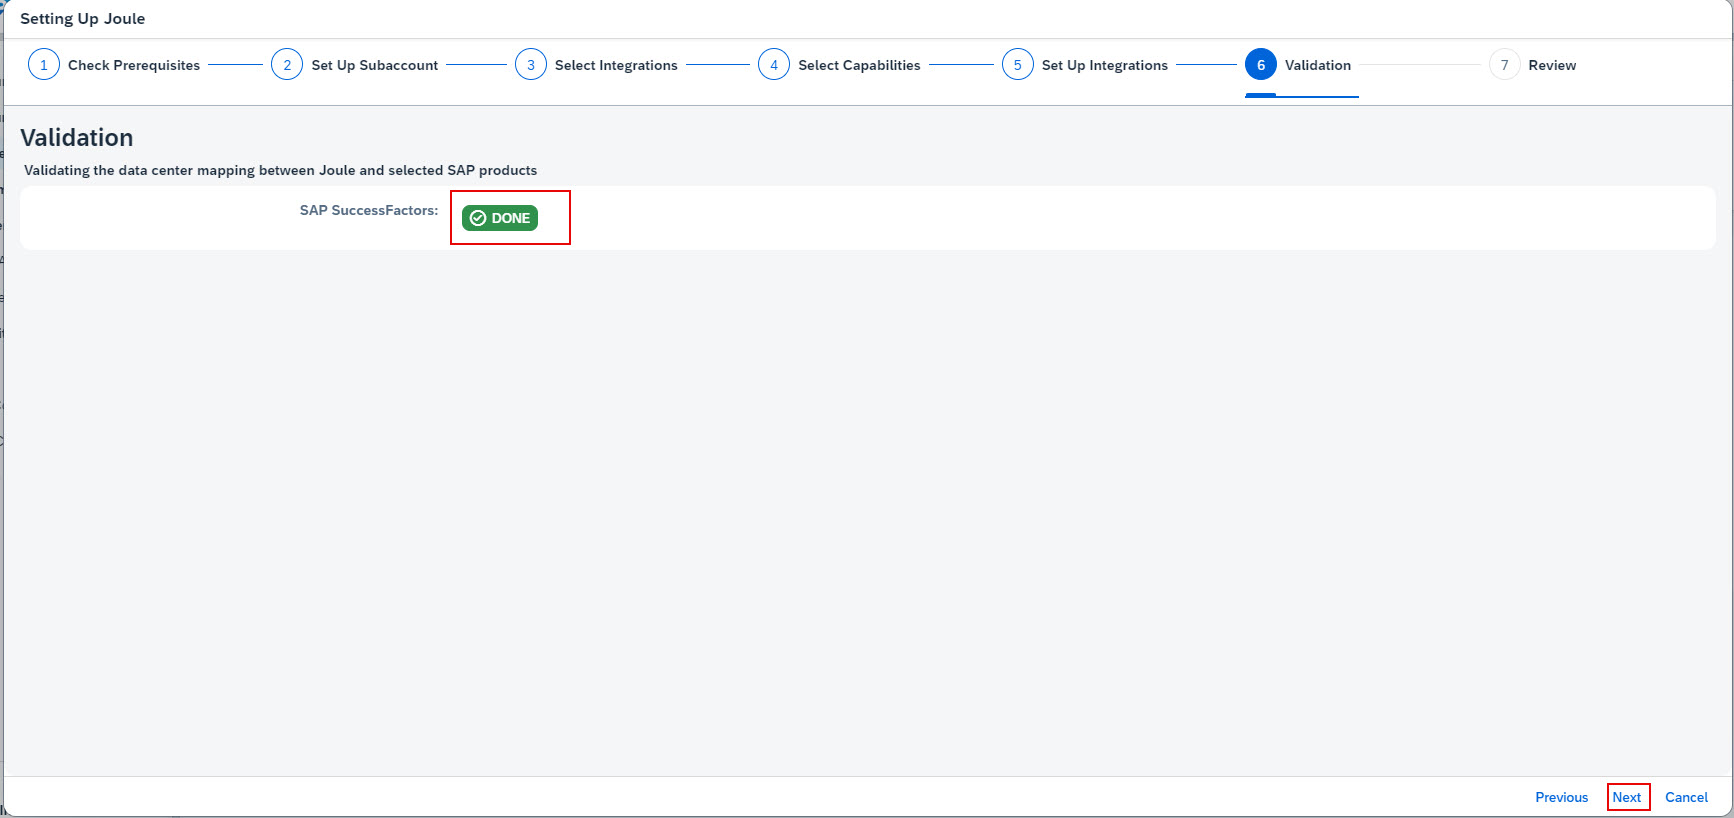 Setting Up Joule
1 Check Prerequisites 2 Set Up Subaccount 3 Select Integrations 4 Select Capabilities 5 Set Up Integrations 6 Validation 7 Review
Validation
Validating the data center mapping between Joule and selected SAP products
SAP SuccessFactors: DONE
Previous Next Cancel